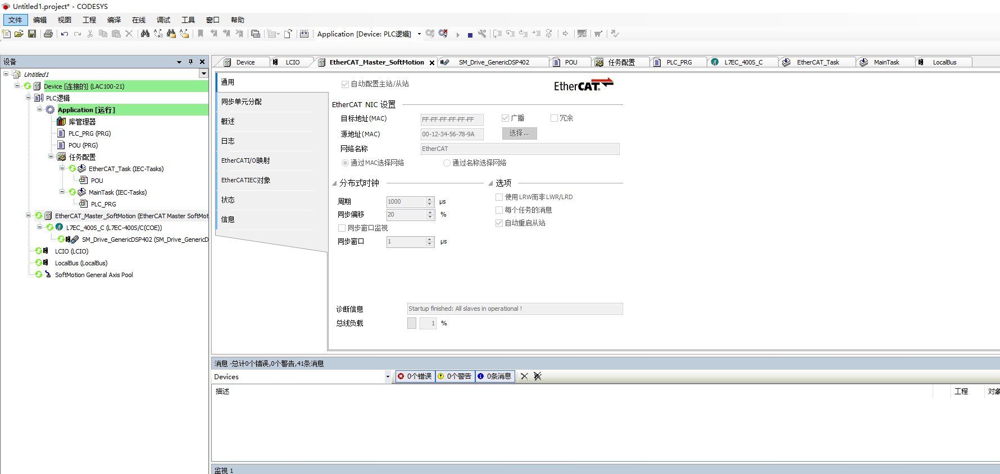 Untitled1.project* - CODESYS
文件 编辑 视图 工程 编译 在线 调试 工具 窗口 帮助
Application [Device: PLC逻辑]
设备
Device LCIO EtherCAT_Master_SoftMotion SM_Drive_GenericDSP402 POU 任务配置 PLC_PRG L7EC_400S_C EtherCAT_Task MainTask LocalBus
Untitled1
Device [连接的] (LAC100-21)
PLC逻辑
Application [运行]
库管理器
PLC_PRG (PRG)
POU (PRG)
任务配置
EtherCAT_Task (IEC-Tasks)
POU
MainTask (IEC-Tasks)
PLC_PRG
EtherCAT_Master_SoftMotion (EtherCAT Master SoftMot
L7EC_400S_C (L7EC-400S/C(COE))
SM_Drive_GenericDSP402 (SM_Drive_GenericD
LCIO (LCIO)
LocalBus (LocalBus)
SoftMotion General Axis Pool
通用
同步单元分配
概述
日志
EtherCATI/O映射
EtherCATIEC对象
状态
信息
自动配置主站/从站
EtherCAT
EtherCAT NIC 设置
目标地址(MAC) FF-FF-FF-FF-FF-FF 广播 冗余
源地址(MAC) 00-12-34-56-78-9A 选择...
网络名称 EtherCAT
通过MAC选择网络 通过名称选择网络
分布式时钟 选项
周期 1000 µs 使用LRW而非LWR/LRD
同步偏移 20 % 每个任务的消息
同步窗口监视 自动重启从站
同步窗口 1 µs
诊断信息 Startup finished: All slaves in operational !
总线负载 1 %
消息 -总计0个错误,0个警告,41条消息
Devices 0个错误 0个警告 0条消息
描述 工程 对象
监视 1